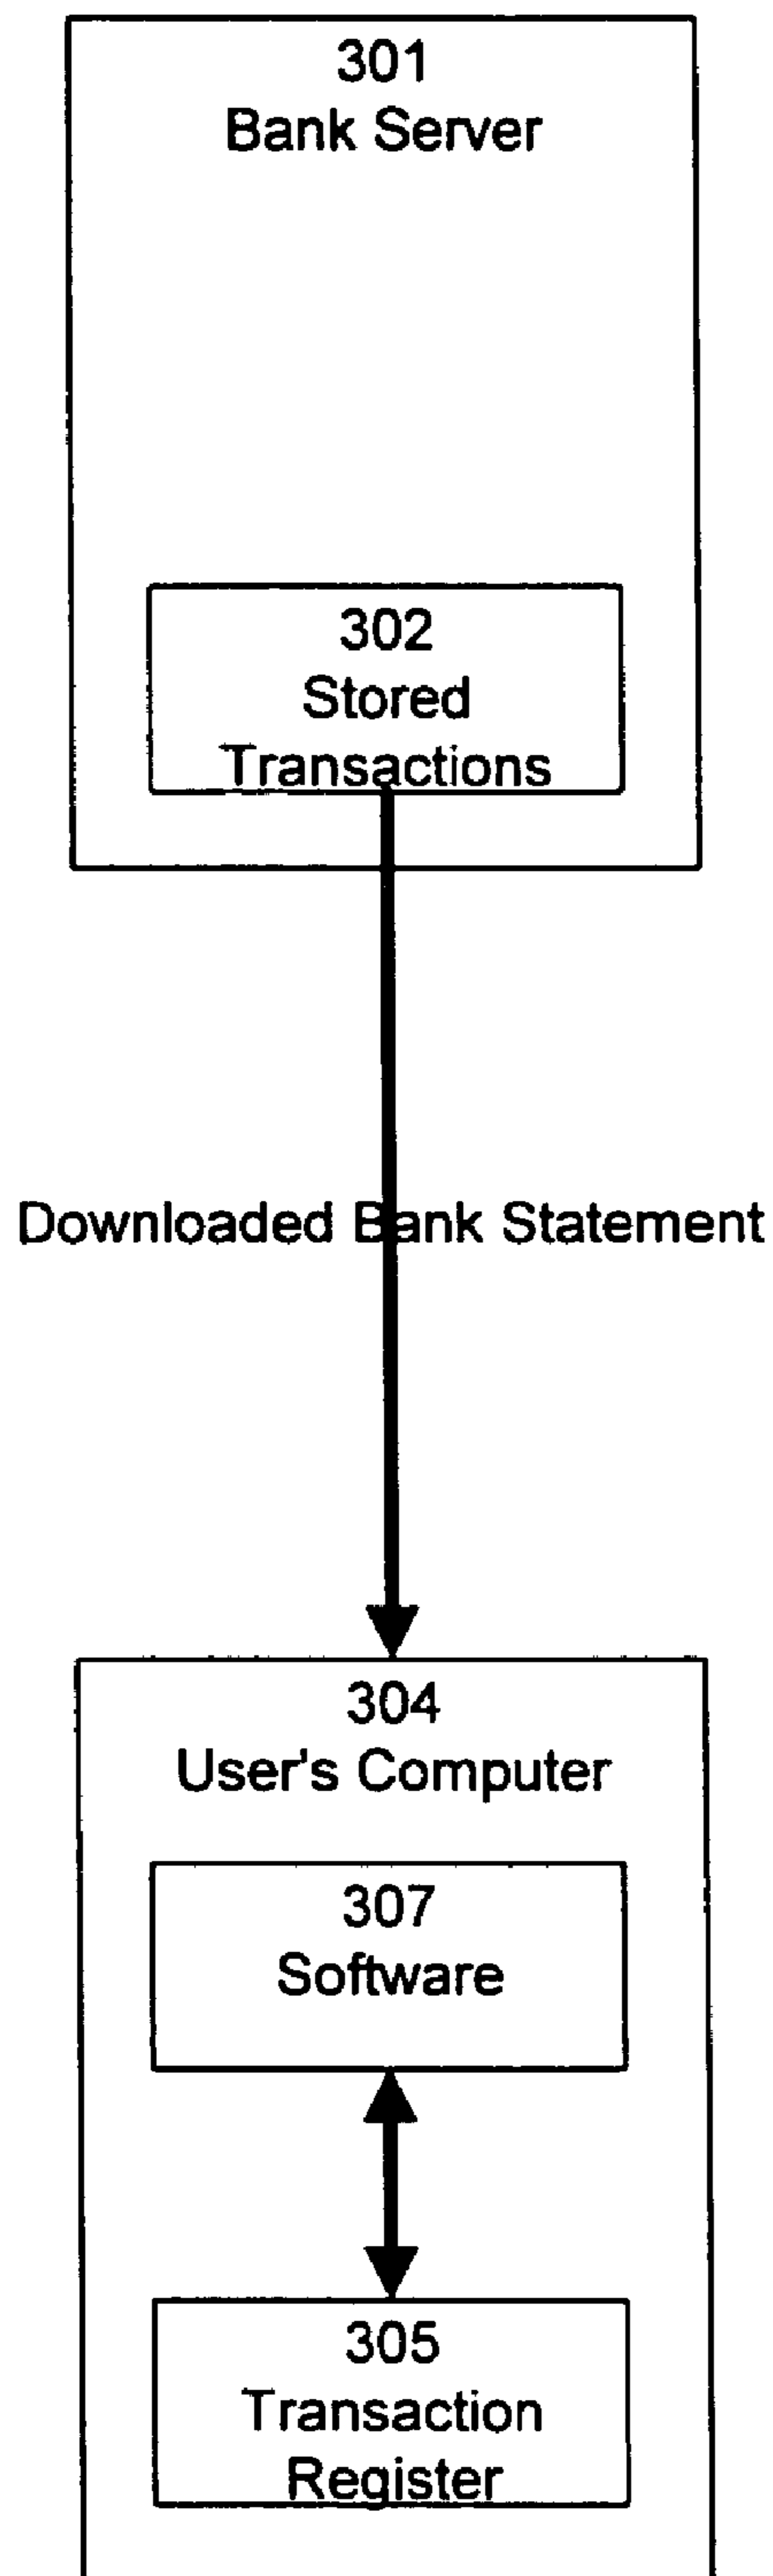 301
Bank Server
302
Stored
Transactions
Downloaded Bank Statement
304
User's Computer
307
Software
305
Transaction
Register